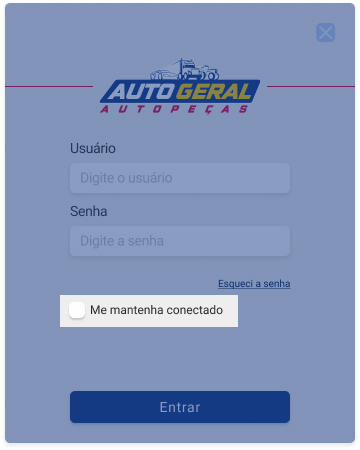 AUTO GERAL
AUTOPEÇAS
Usuário
Digite o usuário
Senha
Digite a senha
Esqueci a senha
Me mantenha conectado
Entrar